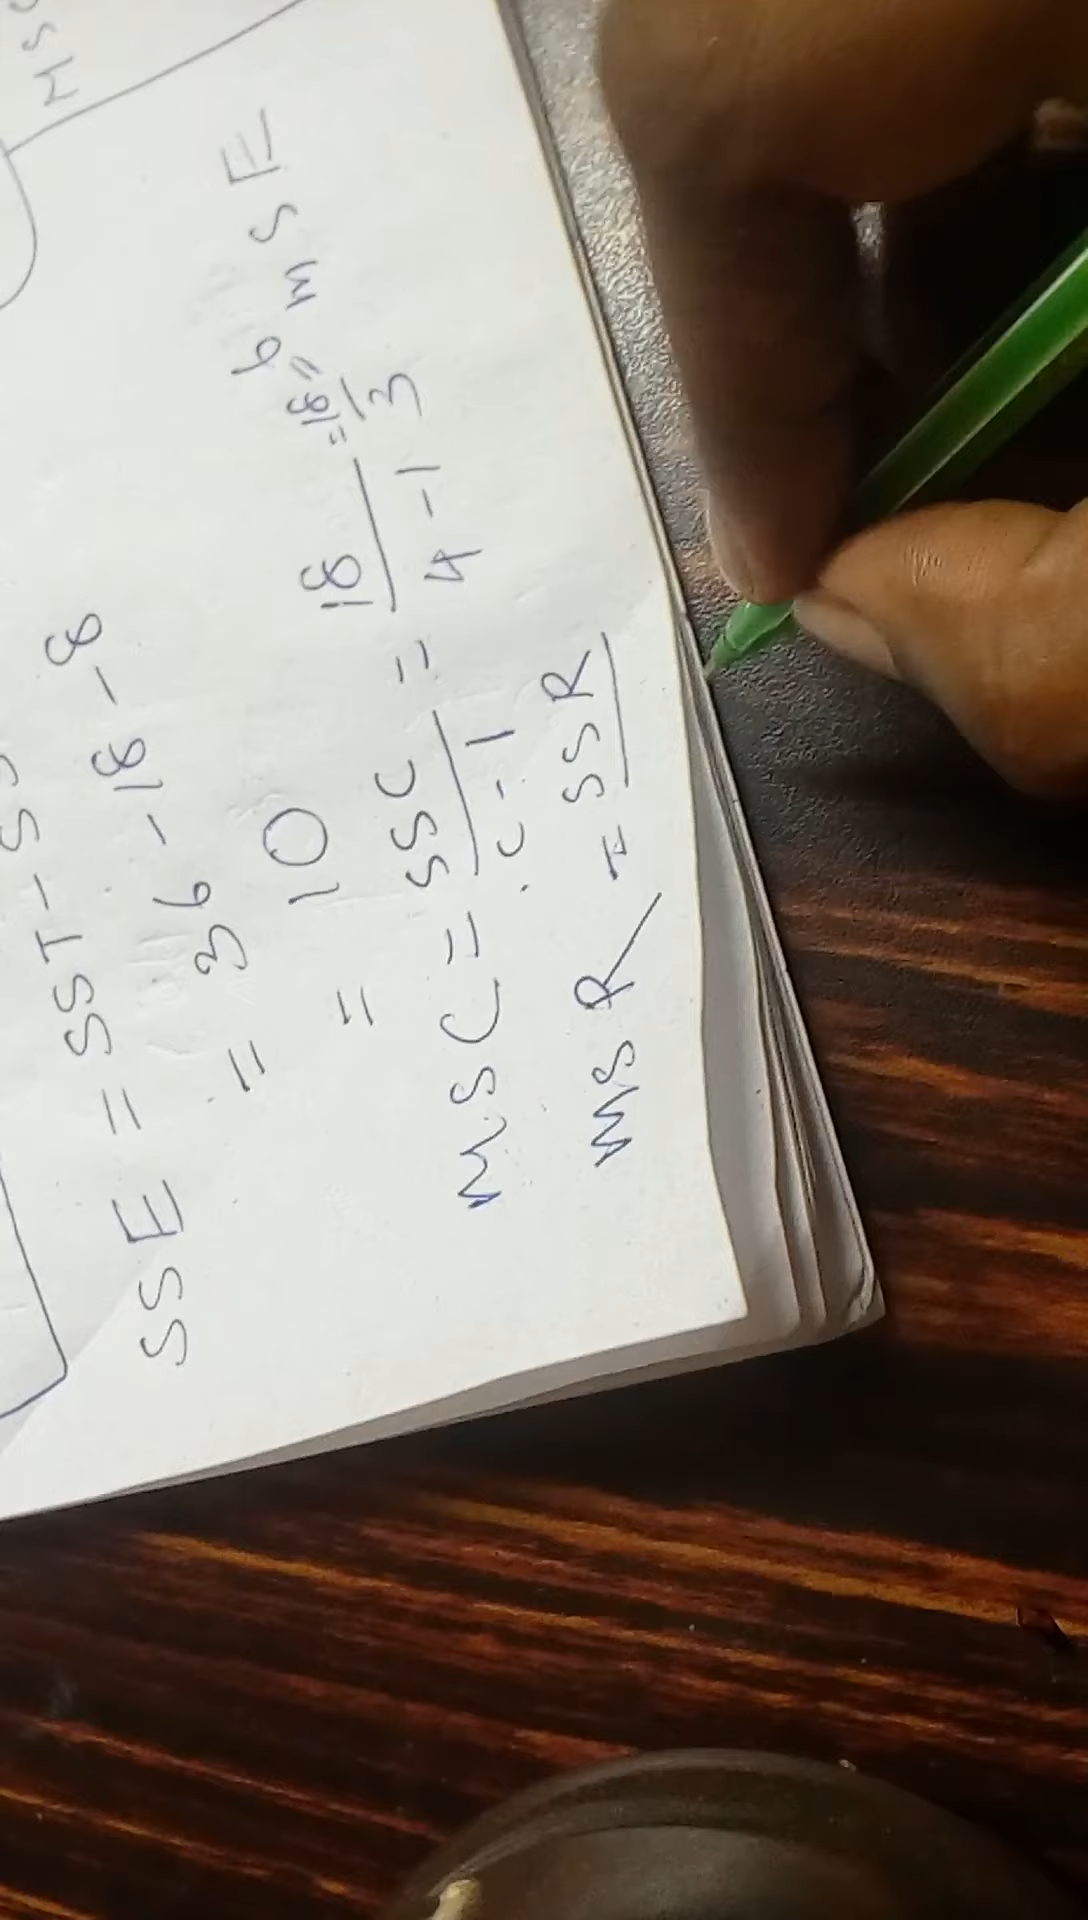 MS
SSE = SST - SS
= 36 - 18 - 8
= 10
MSC = SSC / C - 1 = 18 / 4 - 1 = 18 / 3 = 6 MSE
MSR = SSR